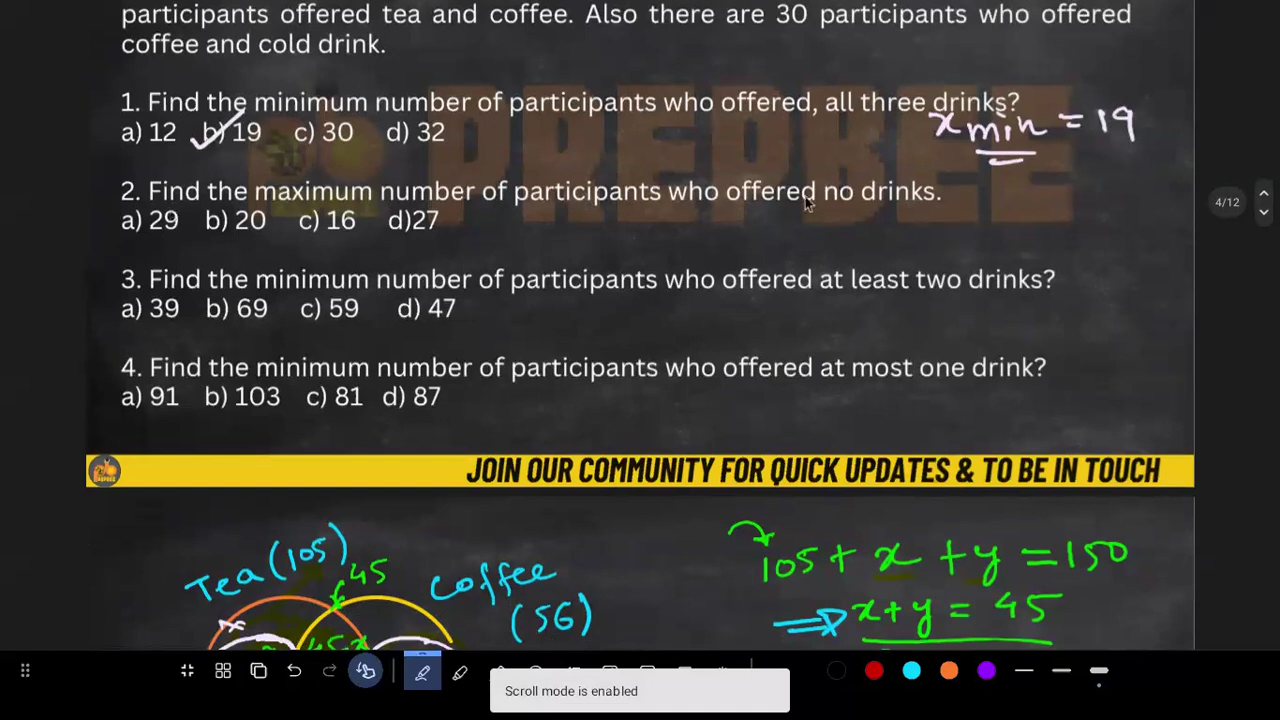 participants offered tea and coffee. Also there are 30 participants who offered
coffee and cold drink.
1. Find the minimum number of participants who offered, all three drinks?
a) 12 b) 19 c) 30 d) 32
x min = 19
PREPBEE
2. Find the maximum number of participants who offered no drinks.
a) 29 b) 20 c) 16 d)27
4/12
3. Find the minimum number of participants who offered at least two drinks?
a) 39 b) 69 c) 59 d) 47
4. Find the minimum number of participants who offered at most one drink?
a) 91 b) 103 c) 81 d) 87
JOIN OUR COMMUNITY FOR QUICK UPDATES & TO BE IN TOUCH
Tea (105)
45
coffee
(56)
105 + x + y = 150
x + y = 45
Scroll mode is enabled